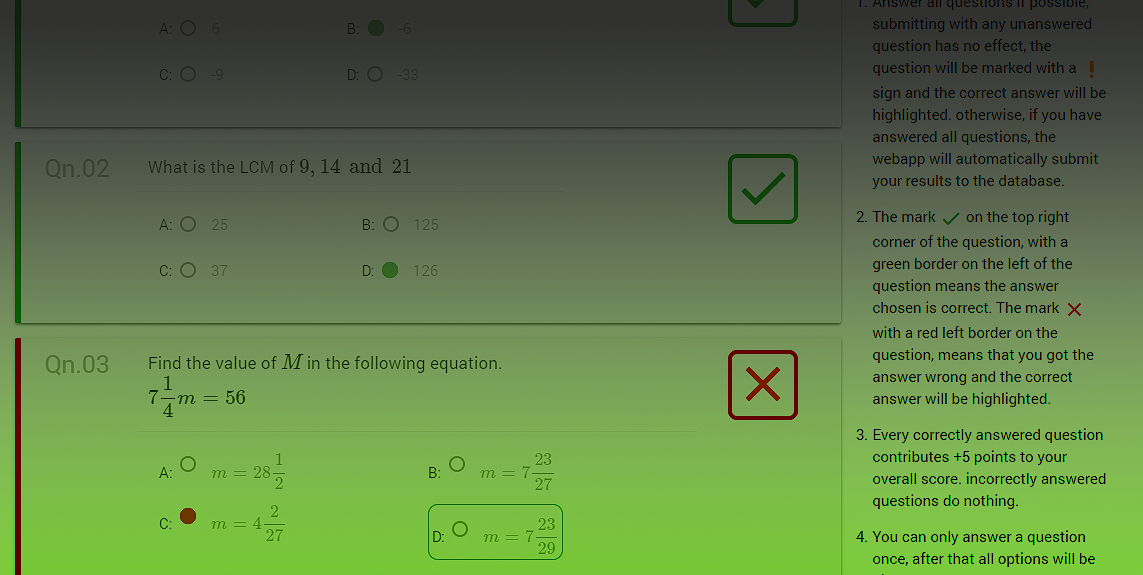 A: 6 B: -6
C: -9 D: -33
Qn.02 What is the LCM of 9, 14 and 21
A: 25 B: 125
C: 37 D: 126
Qn.03 Find the value of M in the following equation.
7 1/4 m = 56
A: m = 28 1/2 B: m = 7 23/27
C: m = 4 2/27 D: m = 7 23/29
1. Answer all questions if possible,
submitting with any unanswered
question has no effect, the
question will be marked with a !
sign and the correct answer will be
highlighted. otherwise, if you have
answered all questions, the
webapp will automatically submit
your results to the database.
2. The mark ✓ on the top right
corner of the question, with a
green border on the left of the
question means the answer
chosen is correct. The mark ✕
with a red left border on the
question, means that you got the
answer wrong and the correct
answer will be highlighted.
3. Every correctly answered question
contributes +5 points to your
overall score. incorrectly answered
questions do nothing.
4. You can only answer a question
once, after that all options will be